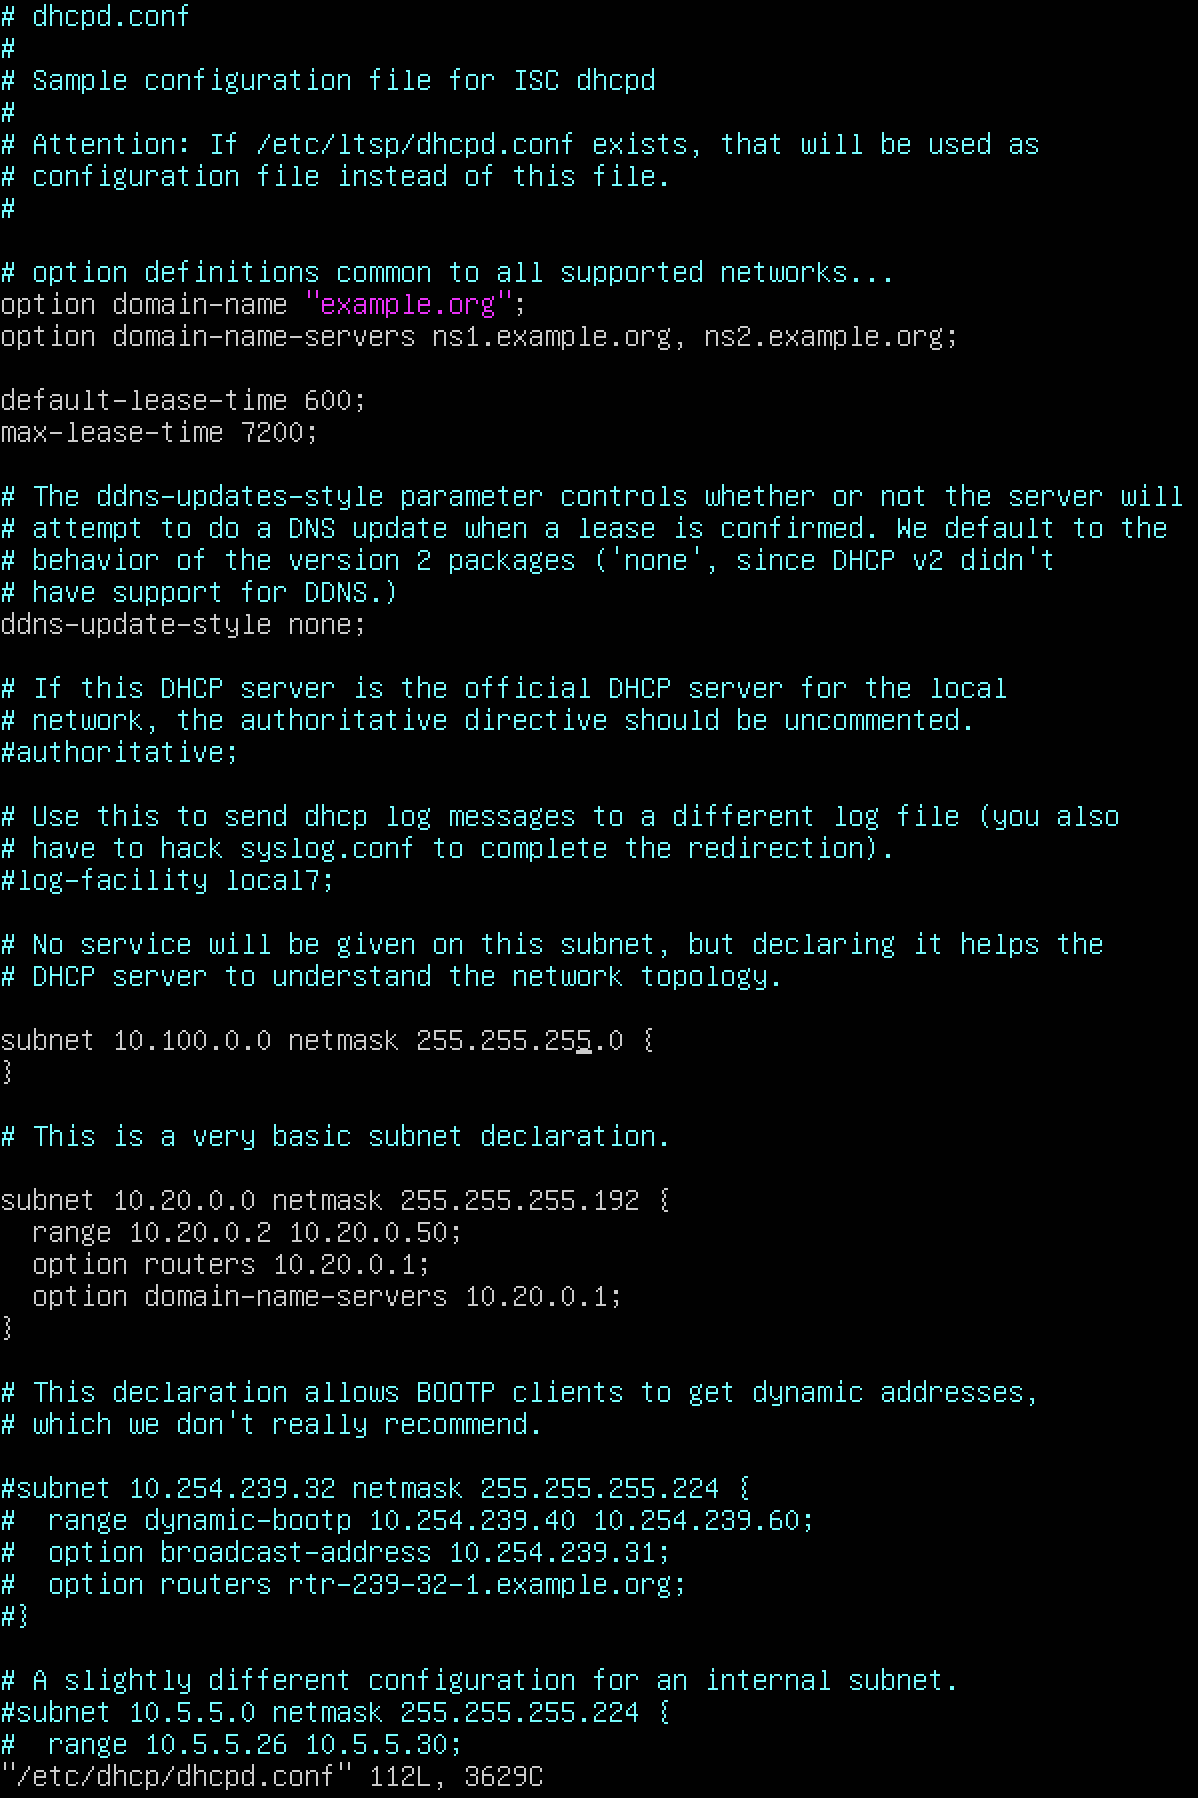 # dhcpd.conf
#
# Sample configuration file for ISC dhcpd
#
# Attention: If /etc/ltsp/dhcpd.conf exists, that will be used as
# configuration file instead of this file.
#
# option definitions common to all supported networks...
option domain-name "example.org";
option domain-name-servers ns1.example.org, ns2.example.org;
default-lease-time 600;
max-lease-time 7200;
# The ddns-updates-style parameter controls whether or not the server will
# attempt to do a DNS update when a lease is confirmed. We default to the
# behavior of the version 2 packages ('none', since DHCP v2 didn't
# have support for DDNS.)
ddns-update-style none;
# If this DHCP server is the official DHCP server for the local
# network, the authoritative directive should be uncommented.
#authoritative;
# Use this to send dhcp log messages to a different log file (you also
# have to hack syslog.conf to complete the redirection).
#log-facility local7;
# No service will be given on this subnet, but declaring it helps the
# DHCP server to understand the network topology.
subnet 10.100.0.0 netmask 255.255.255.0 {
}
# This is a very basic subnet declaration.
subnet 10.20.0.0 netmask 255.255.255.192 {
  range 10.20.0.2 10.20.0.50;
  option routers 10.20.0.1;
  option domain-name-servers 10.20.0.1;
}
# This declaration allows BOOTP clients to get dynamic addresses,
# which we don't really recommend.
#subnet 10.254.239.32 netmask 255.255.255.224 {
#  range dynamic-bootp 10.254.239.40 10.254.239.60;
#  option broadcast-address 10.254.239.31;
#  option routers rtr-239-32-1.example.org;
#}
# A slightly different configuration for an internal subnet.
#subnet 10.5.5.0 netmask 255.255.255.224 {
#  range 10.5.5.26 10.5.5.30;
"/etc/dhcp/dhcpd.conf" 112L, 3629C